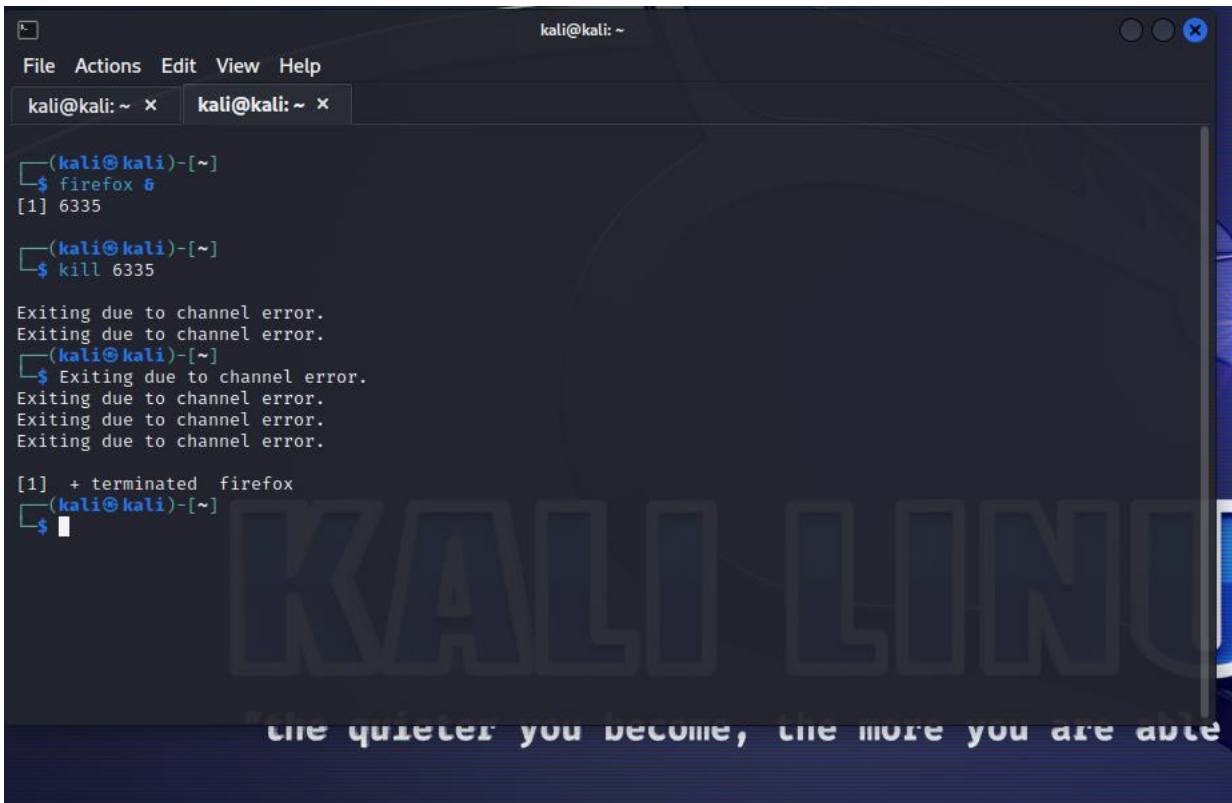 kali@kali: ~
File Actions Edit View Help
kali@kali: ~ × kali@kali: ~ ×
┌──(kali㉿kali)-[~]
└─$ firefox &
[1] 6335
┌──(kali㉿kali)-[~]
└─$ kill 6335
Exiting due to channel error.
Exiting due to channel error.
┌──(kali㉿kali)-[~]
└─$ Exiting due to channel error.
Exiting due to channel error.
Exiting due to channel error.
Exiting due to channel error.
[1]  + terminated  firefox
┌──(kali㉿kali)-[~]
└─$
KALI LINU
"the quieter you become, the more you are able